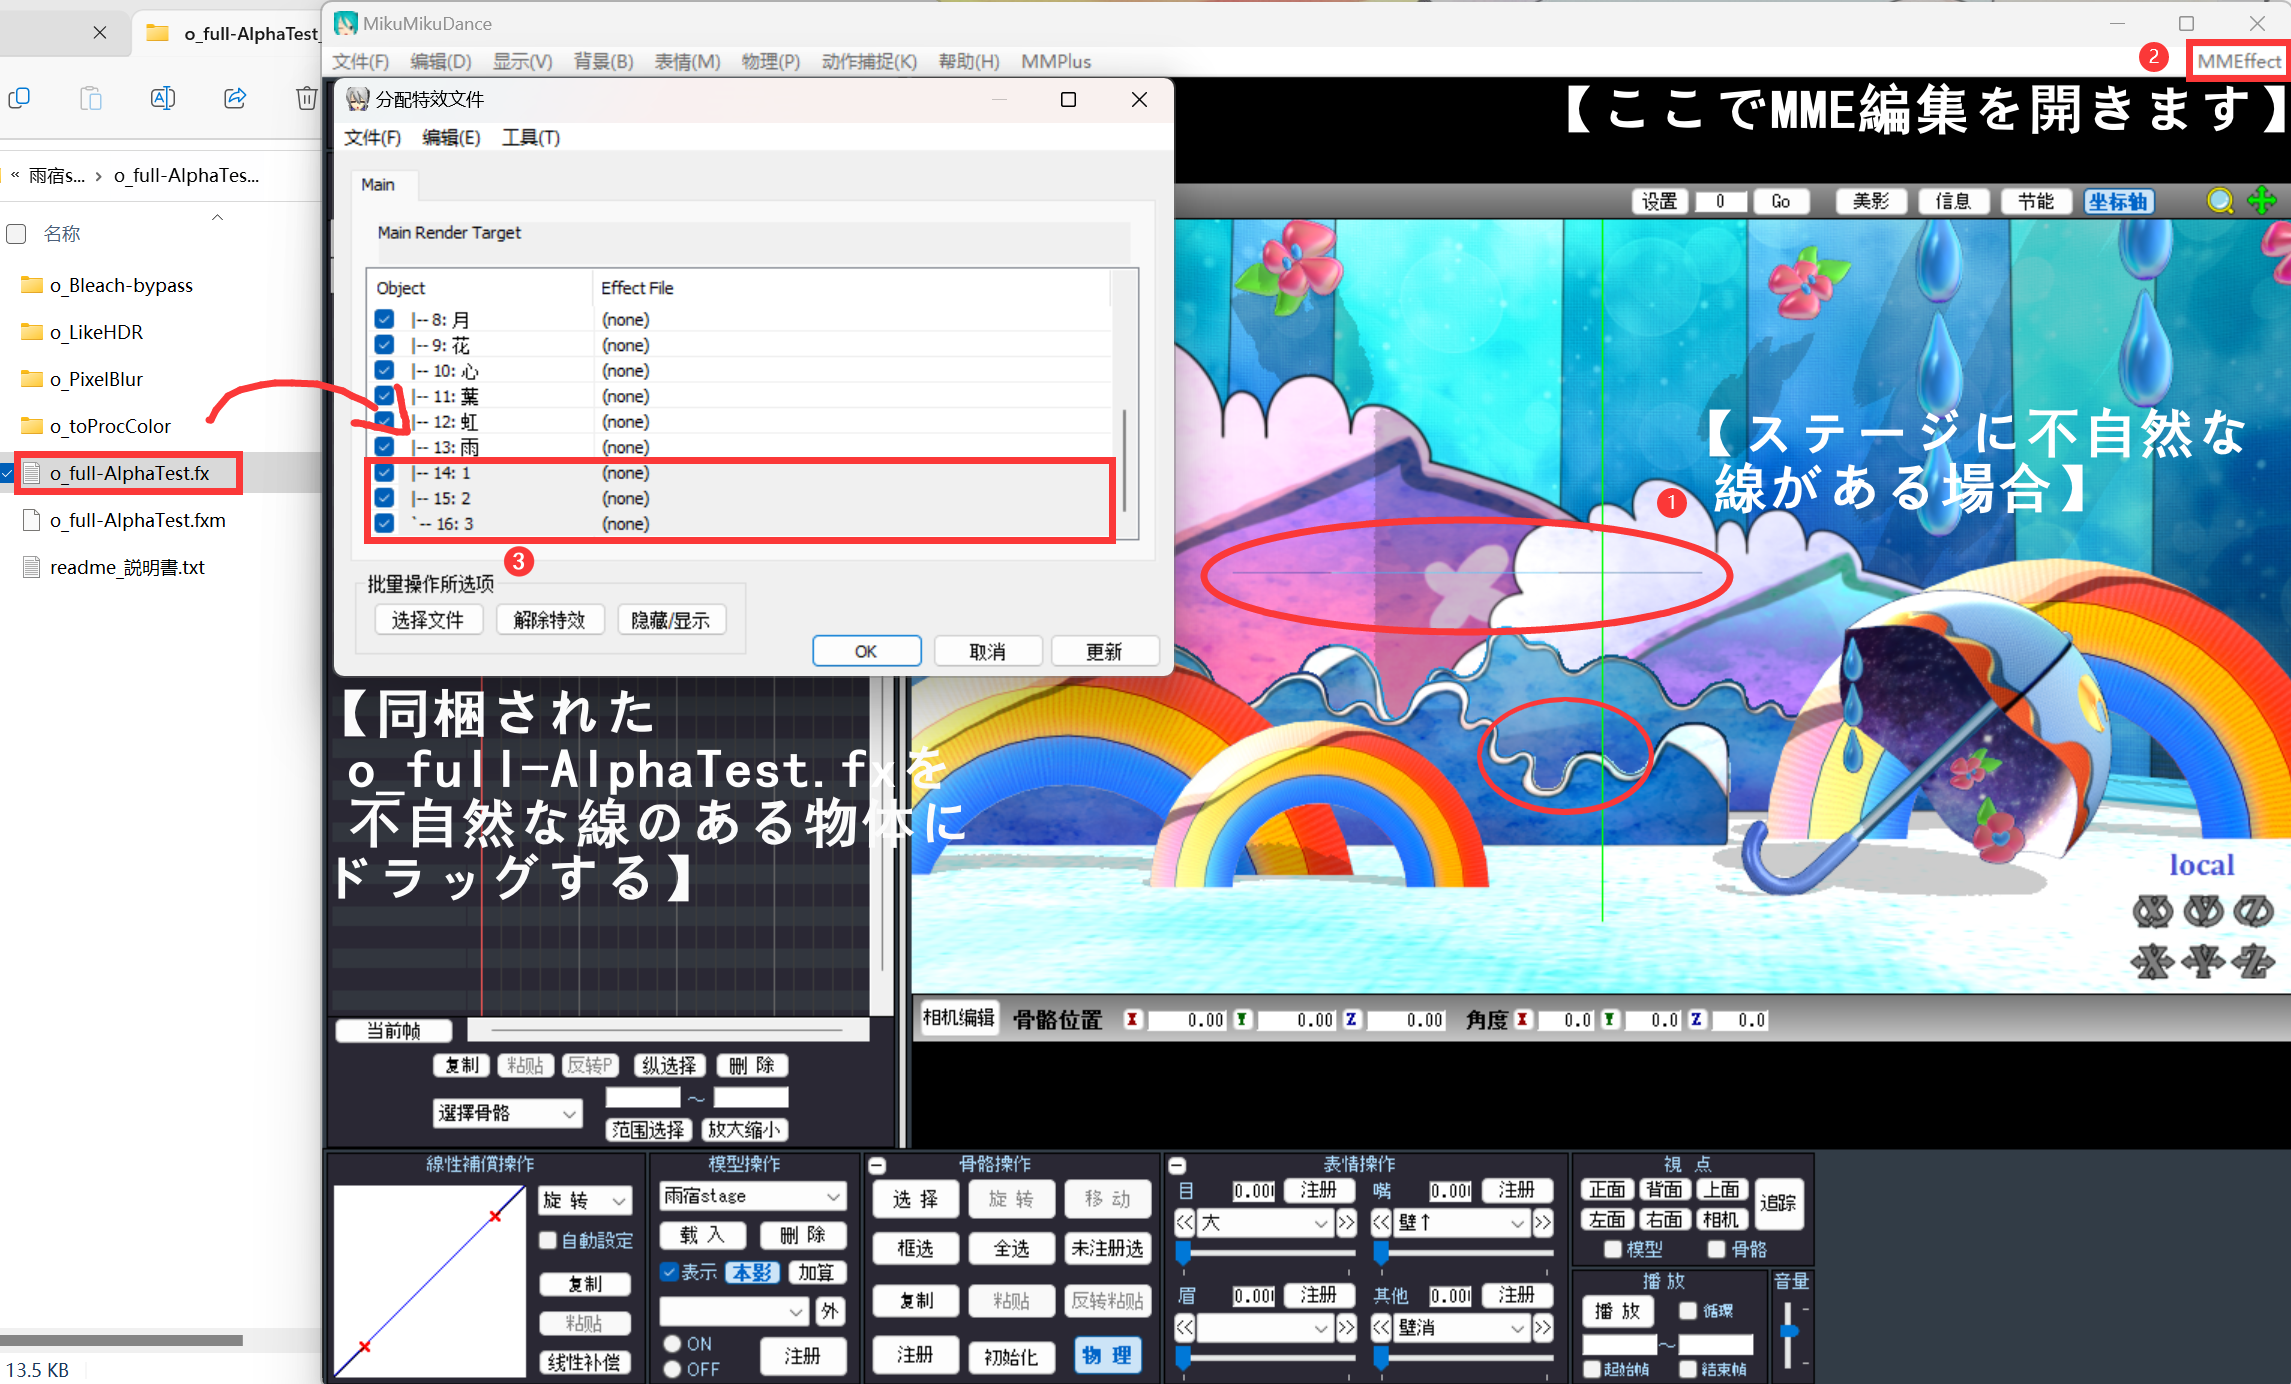 o_full-AlphaTest_
MikuMikuDance
文件(F) 编辑(D) 显示(V) 背景(B) 表情(M) 物理(P) 动作捕捉(K) 帮助(H) MMPlus
② MMEffect
【ここでMME編集を開きます】
« 雨宿s... › o_full-AlphaTes...
名称
o_Bleach-bypass
o_LikeHDR
o_PixelBlur
o_toProcColor
o_full-AlphaTest.fx
o_full-AlphaTest.fxm
readme_説明書.txt
13.5 KB
分配特效文件
文件(F) 编辑(E) 工具(T)
Main
Main Render Target
Object Effect File
|-- 8: 月 (none)
|-- 9: 花 (none)
|-- 10: 心 (none)
|-- 11: 葉 (none)
|-- 12: 虹 (none)
|-- 13: 雨 (none)
|-- 14: 1 (none)
|-- 15: 2 (none)
`-- 16: 3 (none)
③
批量操作所选项
选择文件 解除特效 隐藏/显示
OK 取消 更新
设置 0 Go 美影 信息 节能 坐标轴
【ステージに不自然な
線がある場合】
①
【同梱された
o_full-AlphaTest.fxを
不自然な線のある物体に
ドラッグする】
local
X Y Z
X Y Z
相机编辑 骨骼位置 X 0.00 Y 0.00 Z 0.00 角度 X 0.0 Y 0.0 Z 0.0
当前帧
复制 粘贴 反转P 纵选择 删 除
選擇骨骼 ～
范围选择 放大缩小
線性補償操作
旋 转
自動設定
复制
粘贴
线性补偿
模型操作
雨宿stage
载 入 删 除
表示 本影 加算
外
ON
OFF
注册
骨骼操作
选 择 旋 转 移 动
框选 全选 未注册选
复制 粘贴 反转粘贴
注册 初始化 物 理
表情操作
目 0.00 注册 嘴 0.00 注册
<< 大 >> << 壁↑ >>
眉 0.00 注册 其他 0.00 注册
<< >> << 壁消 >>
視 点
正面 背面 上面 追踪
左面 右面 相机
模型 骨骼
播 放
播 放 循環
～
起始帧 結束帧
音量